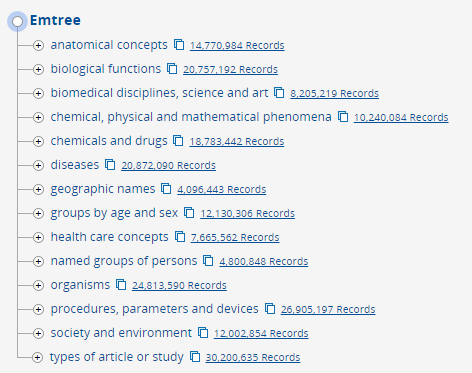 Emtree
anatomical concepts 14,770,984 Records
biological functions 20,757,192 Records
biomedical disciplines, science and art 8,205,219 Records
chemical, physical and mathematical phenomena 10,240,084 Records
chemicals and drugs 18,783,442 Records
diseases 20,872,090 Records
geographic names 4,096,443 Records
groups by age and sex 12,130,306 Records
health care concepts 7,665,562 Records
named groups of persons 4,800,848 Records
organisms 24,813,590 Records
procedures, parameters and devices 26,905,197 Records
society and environment 12,002,854 Records
types of article or study 30,200,635 Records